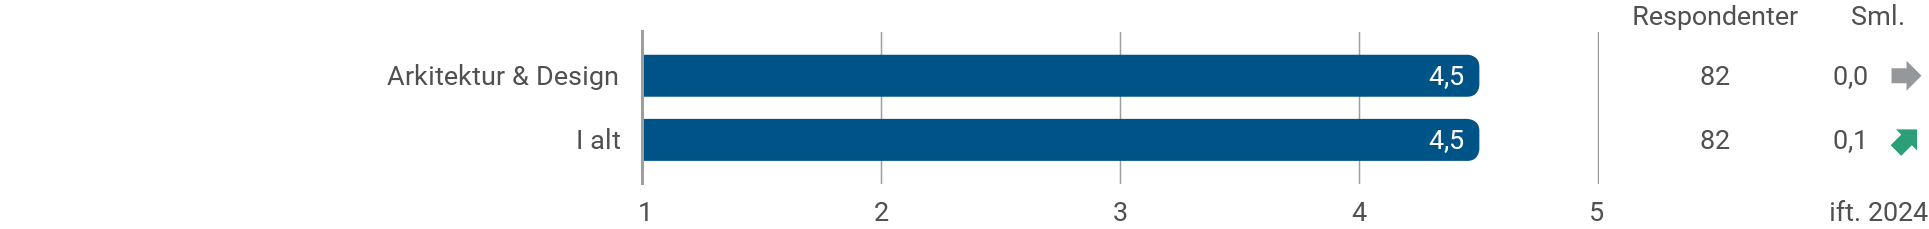 Respondenter Sml.
Arkitektur & Design 4,5 82 0,0
I alt 4,5 82 0,1
1 2 3 4 5 ift. 2024